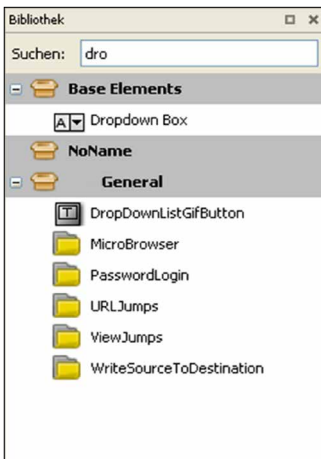 Bibliothek
Suchen: dro
Base Elements
Dropdown Box
NoName
General
DropDownListGifButton
MicroBrowser
PasswordLogin
URLJumps
ViewJumps
WriteSourceToDestination